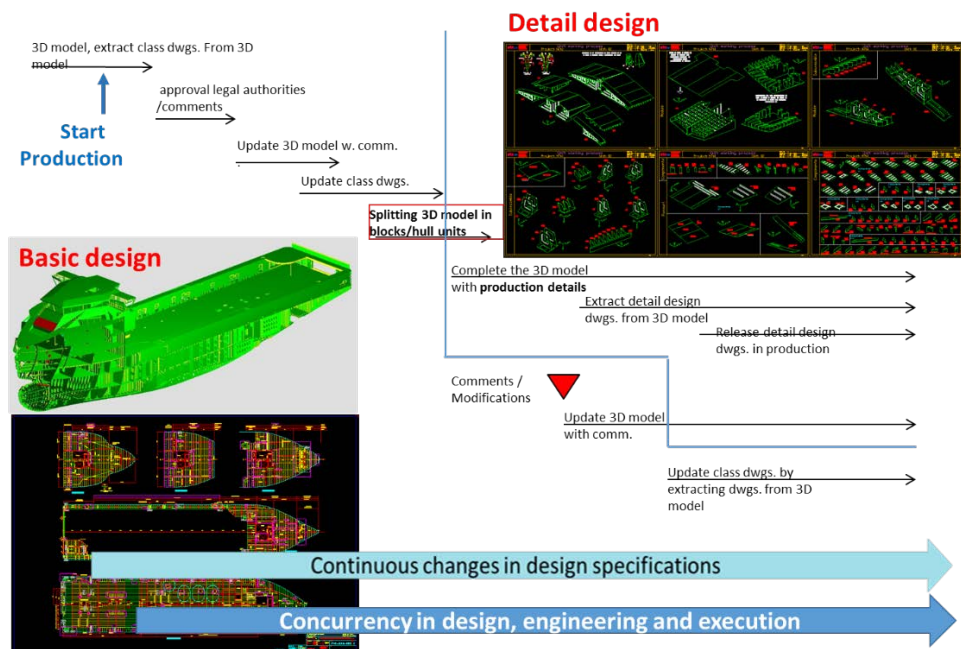 Detail design
3D model, extract class dwgs. From 3D
model
approval legal authorities
/comments
Start
Production
Update 3D model w. comm.
.
Update class dwgs.
Splitting 3D model in
blocks/hull units
Basic design
Complete the 3D model
with production details
Extract detail design
dwgs. from 3D model
Release detail design
dwgs. in production
Comments /
Modifications
Update 3D model
with comm.
Update class dwgs. by
extracting dwgs. from 3D
model
Continuous changes in design specifications
Concurrency in design, engineering and execution